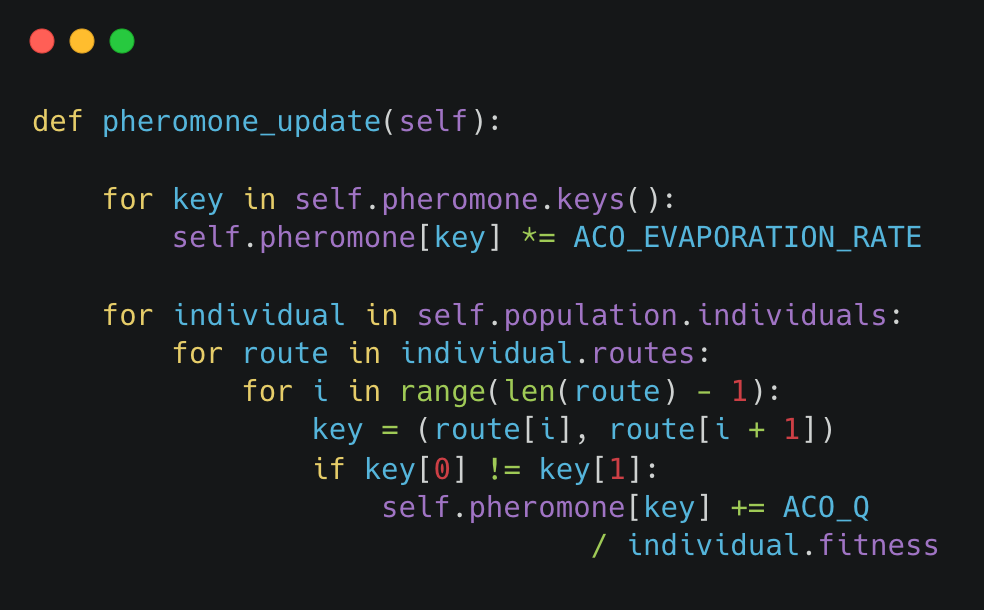 def pheromone_update(self):
for key in self.pheromone.keys():
self.pheromone[key] *= ACO_EVAPORATION_RATE
for individual in self.population.individuals:
for route in individual.routes:
for i in range(len(route) - 1):
key = (route[i], route[i + 1])
if key[0] != key[1]:
self.pheromone[key] += ACO_Q
/ individual.fitness